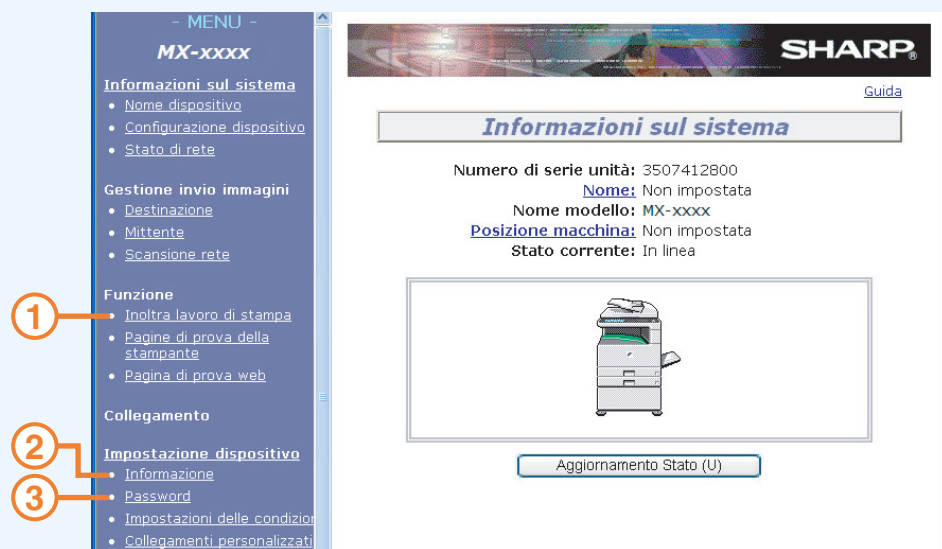 - MENU -
MX-xxxx
Informazioni sul sistema
• Nome dispositivo
• Configurazione dispositivo
• Stato di rete
Gestione invio immagini
• Destinazione
• Mittente
• Scansione rete
Funzione
1
• Inoltra lavoro di stampa
• Pagine di prova della
stampante
• Pagina di prova web
Collegamento
Impostazione dispositivo
2
• Informazione
3
• Password
• Impostazioni delle condizion
• Collegamenti personalizzati
SHARP®
Guida
Informazioni sul sistema
Numero di serie unità: 3507412800
Nome: Non impostata
Nome modello: MX-xxxx
Posizione macchina: Non impostata
Stato corrente: In linea
Aggiornamento Stato (U)